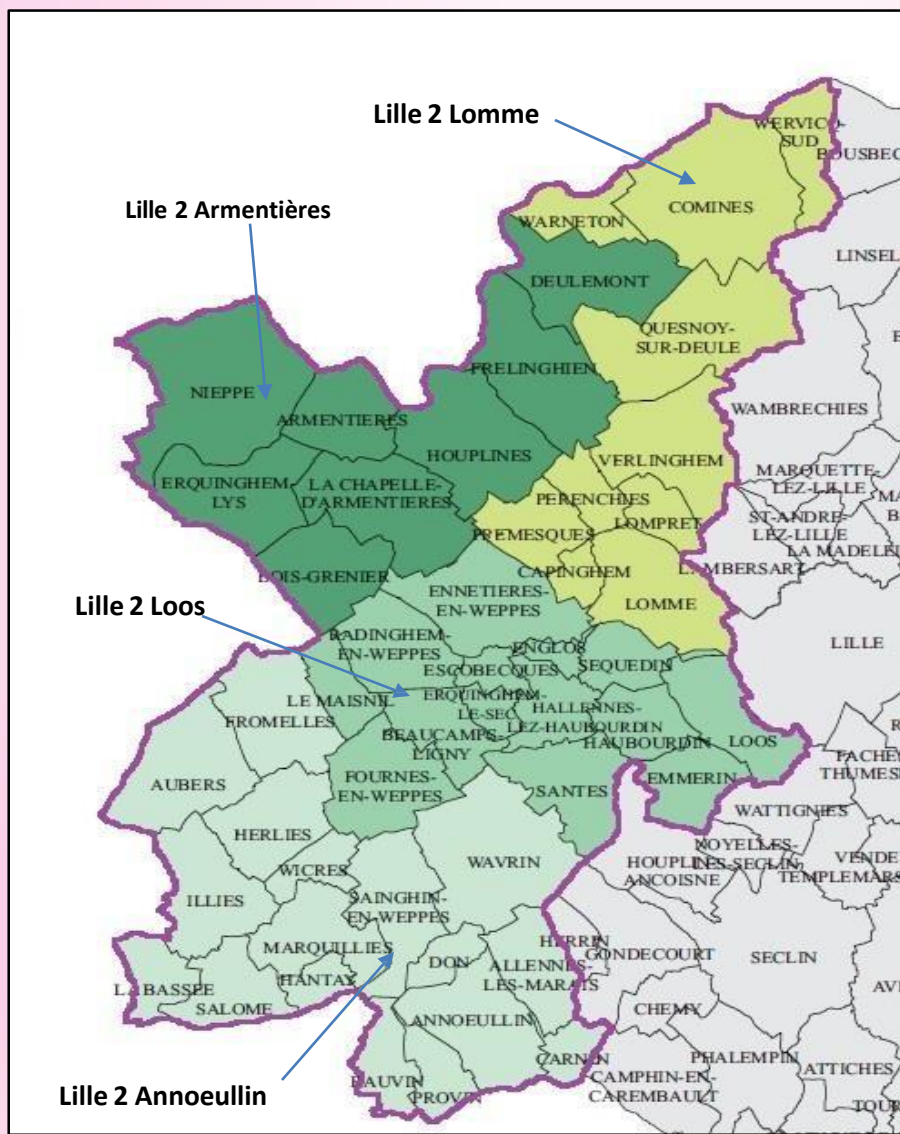 Lille 2 Lomme
WERVICQ-
SUD
BOUSBEC
COMINES
Lille 2 Armentières
WARNETON
LINSEL
DEULEMONT
QUESNOY-
SUR-DEULE
FRELINGHIEN
NIEPPE
ARMENTIERES
WAMBRECHIES
HOUPLINES
VERLINGHEM
MARQUETTE-
LEZ-LILLE
ERQUINGHEM-
LYS
LA CHAPELLE-
D'ARMENTIERES
PERENCHIES
LOMPRET
ST-ANDRE-
LEZ-LILLE
PREMESQUES
LA MADELEI
CAPINGHEM
LAMBERSART
BOIS-GRENIER
ENNETIERES-
EN-WEPPES
LOMME
Lille 2 Loos
RADINGHEM-
EN-WEPPES
ENGLOS
LILLE
ESCOBECQUES
SEQUEDIN
LE MAISNIL
ERQUINGHEM-
LE-SEC
HALLENNES-
LEZ-HAUBOURDIN
FROMELLES
BEAUCAMPS-
LIGNY
HAUBOURDIN
LOOS
FACHES
THUMES
AUBERS
FOURNES-
EN-WEPPES
EMMERIN
SANTES
WATTIGNIES
HERLIES
WAVRIN
NOYELLES-
LES-SECLIN
HOUPLIN
ANCOISNE
VENDE
TEMPLEMARS
WICRES
ILLIES
SAINGHIN-
EN-WEPPES
MARQUILLIES
HERRIN
GONDECOURT
SECLIN
DON
ALLENNES-
LES-MARAIS
HANTAY
LA BASSEE
SALOME
AVE
CHEMY
ANNOEULLIN
CARNIN
PHALEMPIN
ATTICHES
BAUVIN
CAMPHIN-EN-
CAREMBAULT
PROVIN
TOUR
Lille 2 Annoeullin